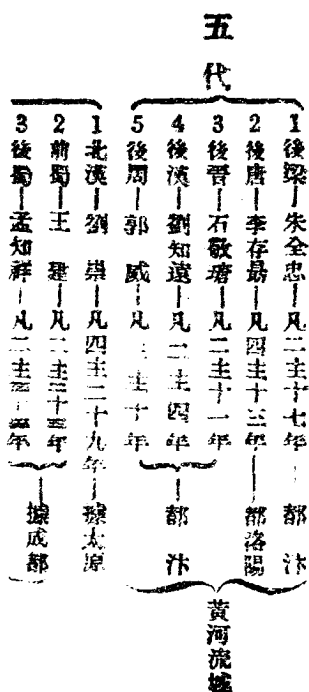 五代
1後梁—朱全忠—凡二主十七年—都汴
2後唐—李存勗—凡四主十三年—都洛陽
3後晉—石敬瑭—凡二主十一年
4後漢—劉知遠—凡二主四年
5後周 郭威—凡 主十年
都汴
黃河流域
1北漢—劉崇—凡四主二十九年—據太原
2前蜀—王建—凡二主三十五年
3後蜀—孟知祥—凡二主 年
據成都